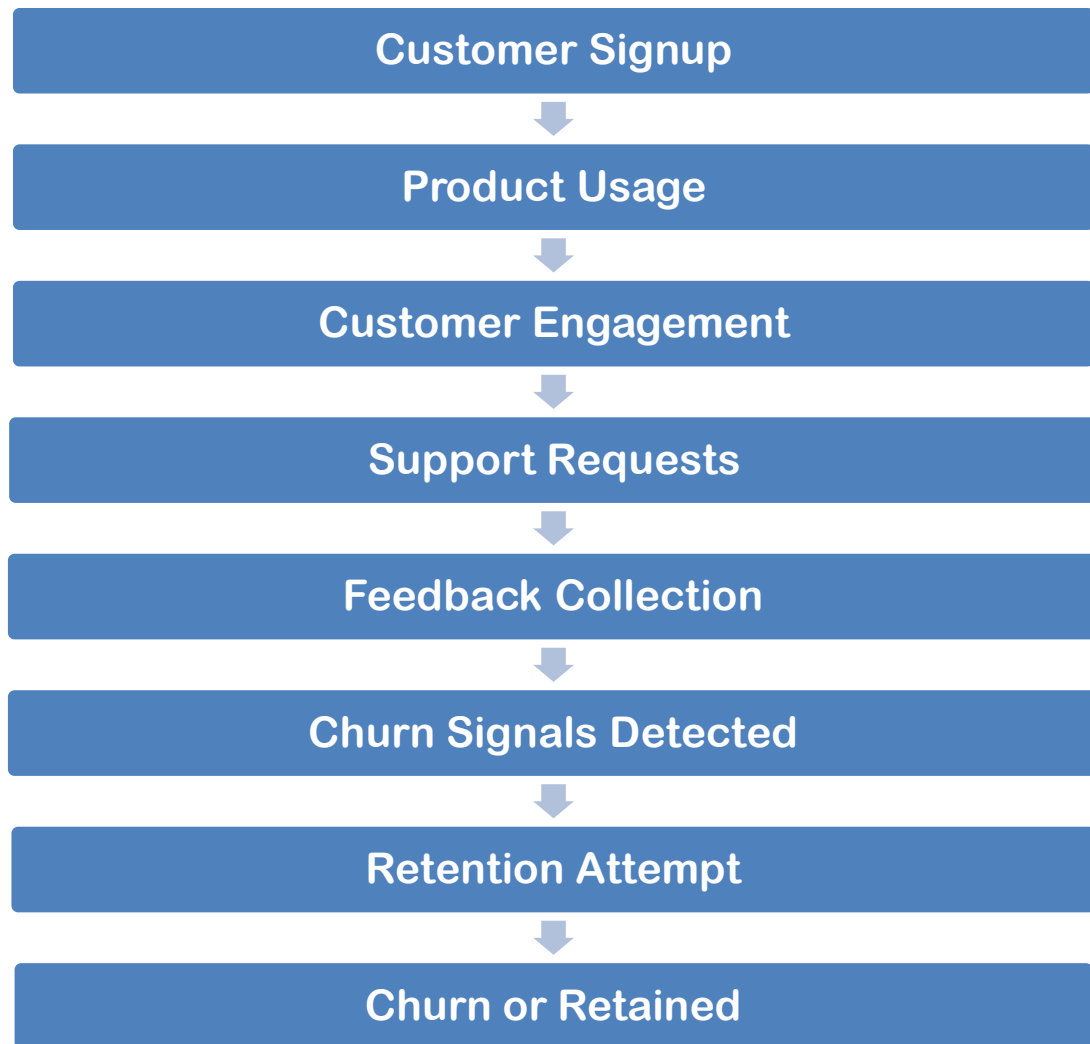 Customer Signup
Product Usage
Customer Engagement
Support Requests
Feedback Collection
Churn Signals Detected
Retention Attempt
Churn or Retained